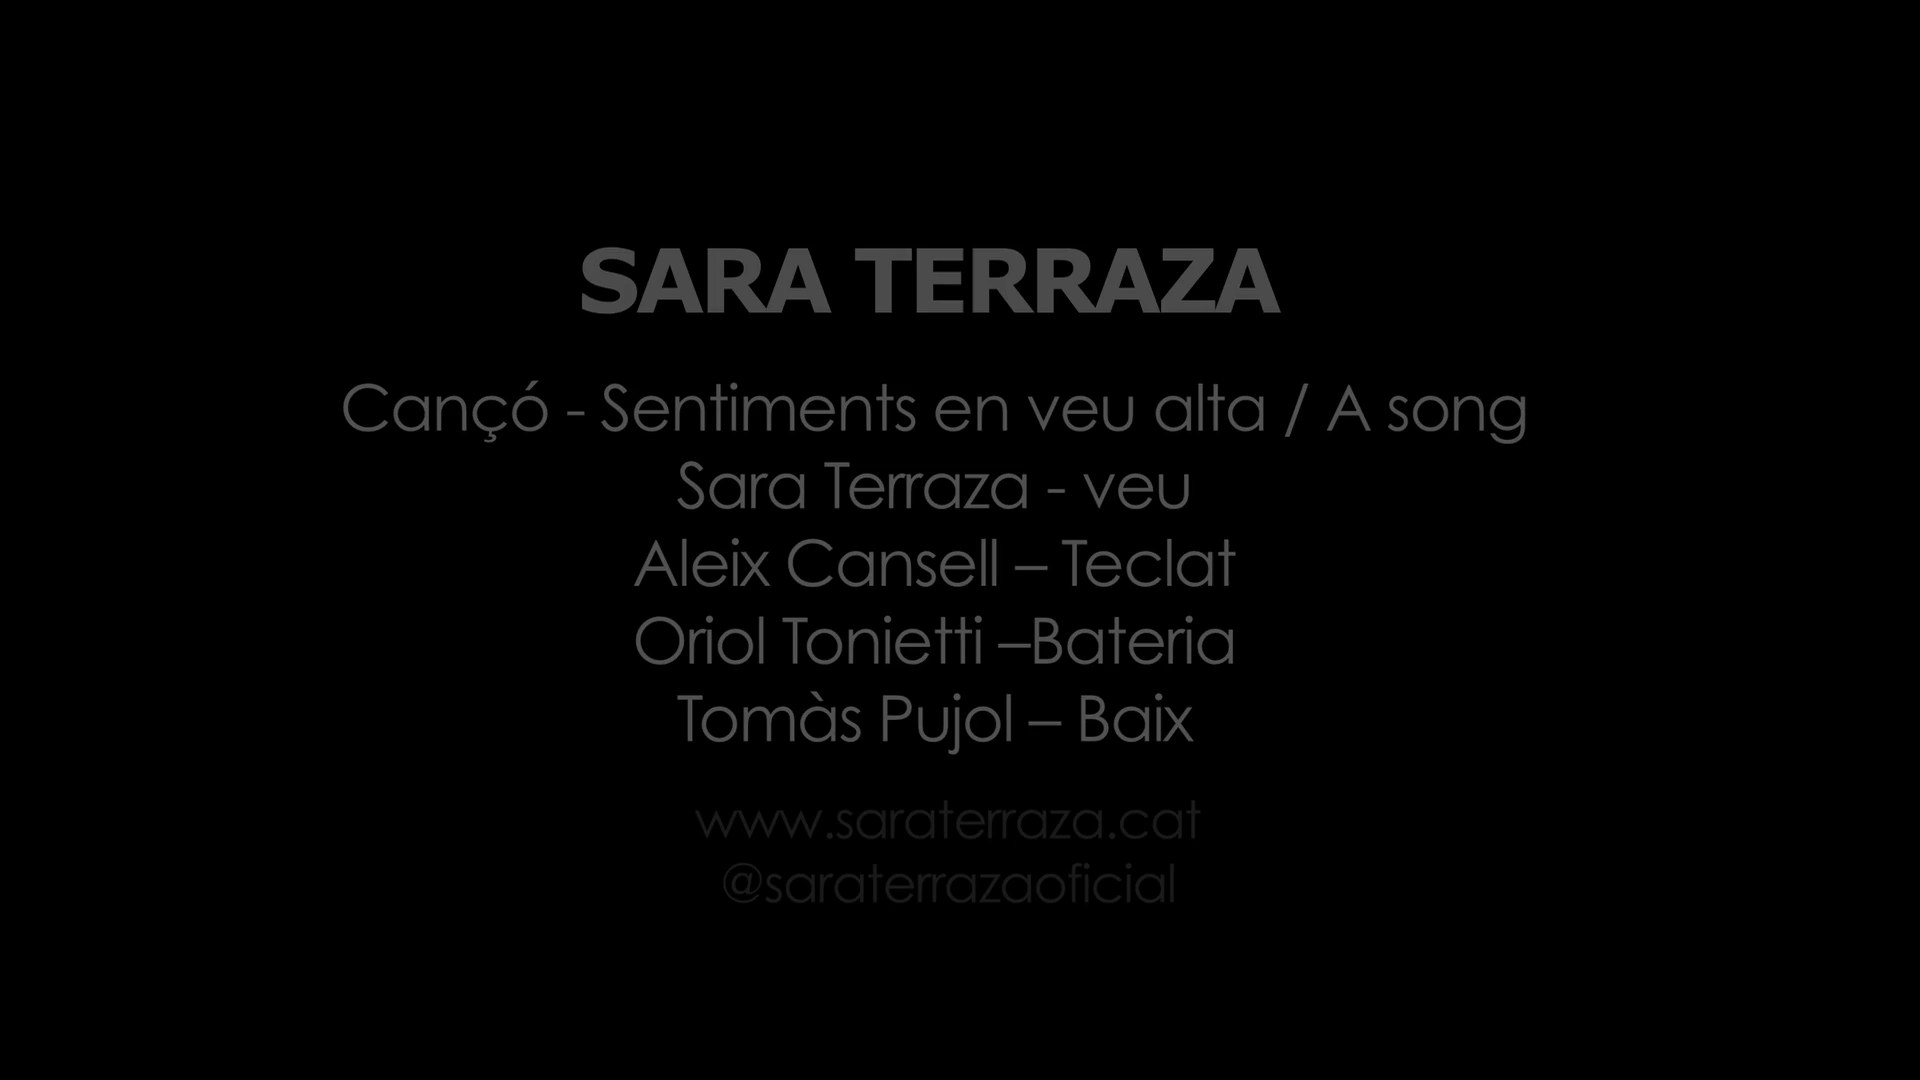 SARA TERRAZA
Cançó - Sentiments en veu alta / A song
Sara Terraza - veu
Aleix Cansell – Teclat
Oriol Tonietti –Bateria
Tomàs Pujol – Baix
www.saraterraza.cat
@saraterrazaoficial